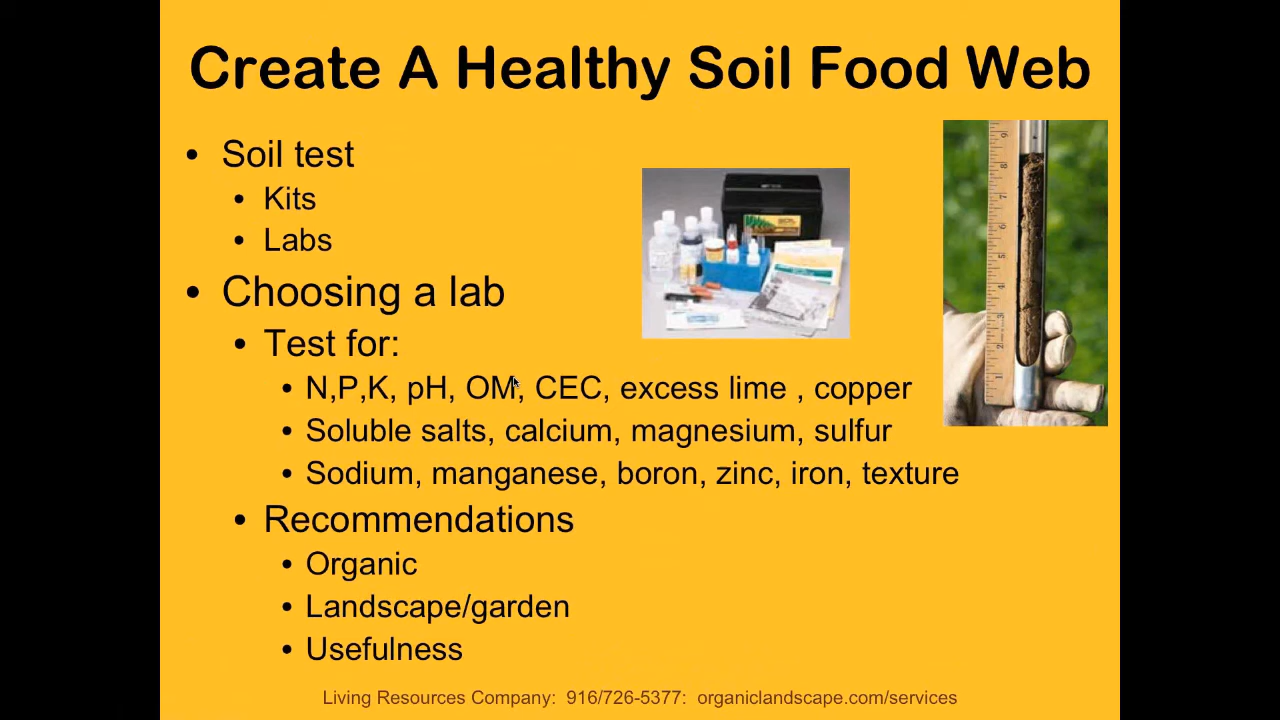 Create A Healthy Soil Food Web
• Soil test
• Kits
• Labs
• Choosing a lab
• Test for:
• N,P,K, pH, OM, CEC, excess lime , copper
• Soluble salts, calcium, magnesium, sulfur
• Sodium, manganese, boron, zinc, iron, texture
• Recommendations
• Organic
• Landscape/garden
• Usefulness
Living Resources Company: 916/726-5377: organiclandscape.com/services